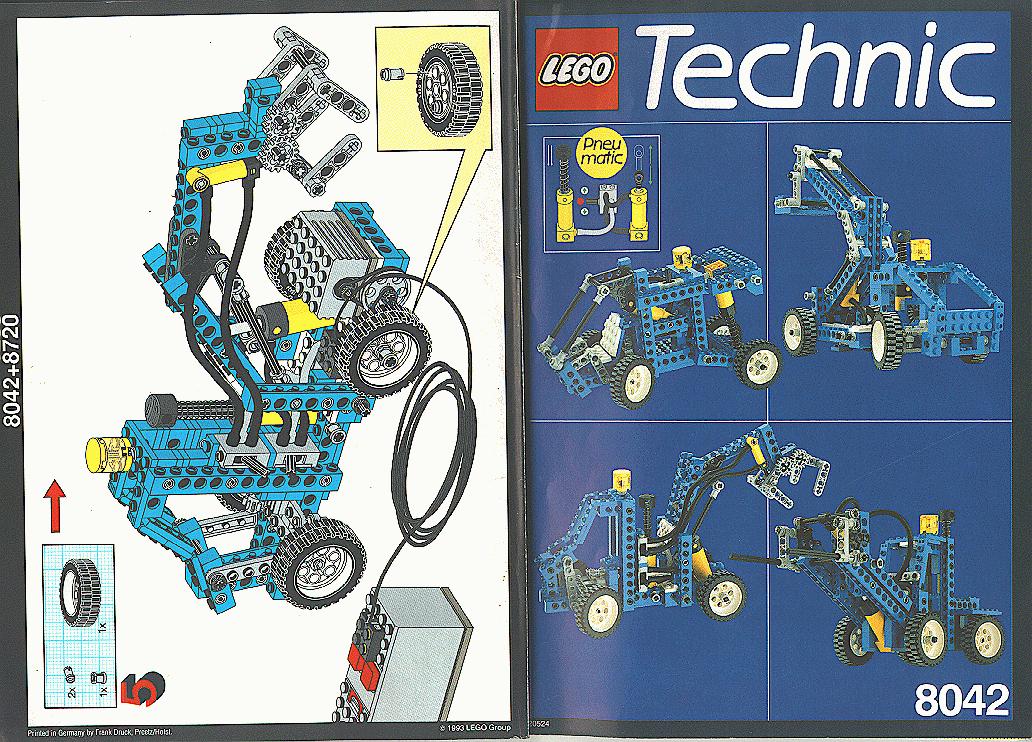 8042+8720
2x
1x
1x
5
Printed in Germany by Frank Druck, Preetz/Holst.
© 1993 LEGO Group
LEGO
Technic
Pneu
matic
8042